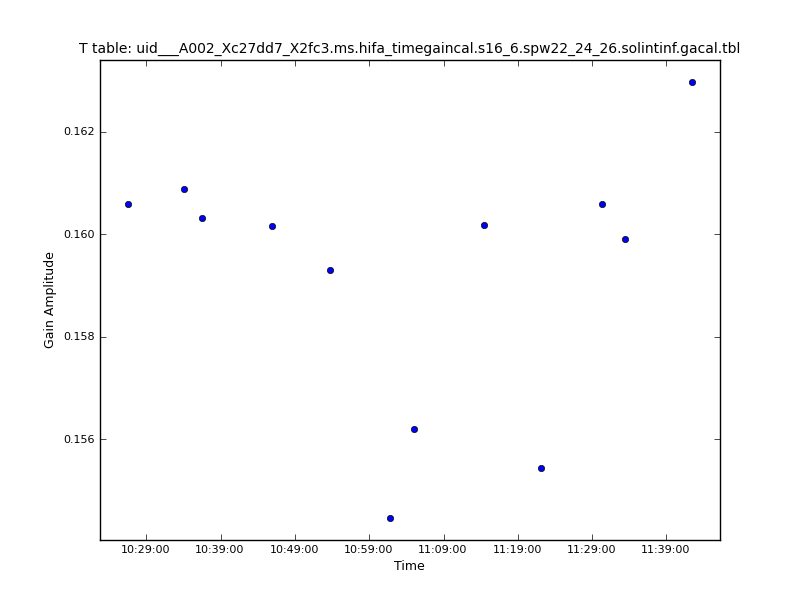 T table: uid___A002_Xc27dd7_X2fc3.ms.hifa_timegaincal.s16_6.spw22_24_26.solintinf.gacal.tbl
0.162
0.160
0.158
0.156
Gain Amplitude
10:29:00 10:39:00 10:49:00 10:59:00 11:09:00 11:19:00 11:29:00 11:39:00
Time